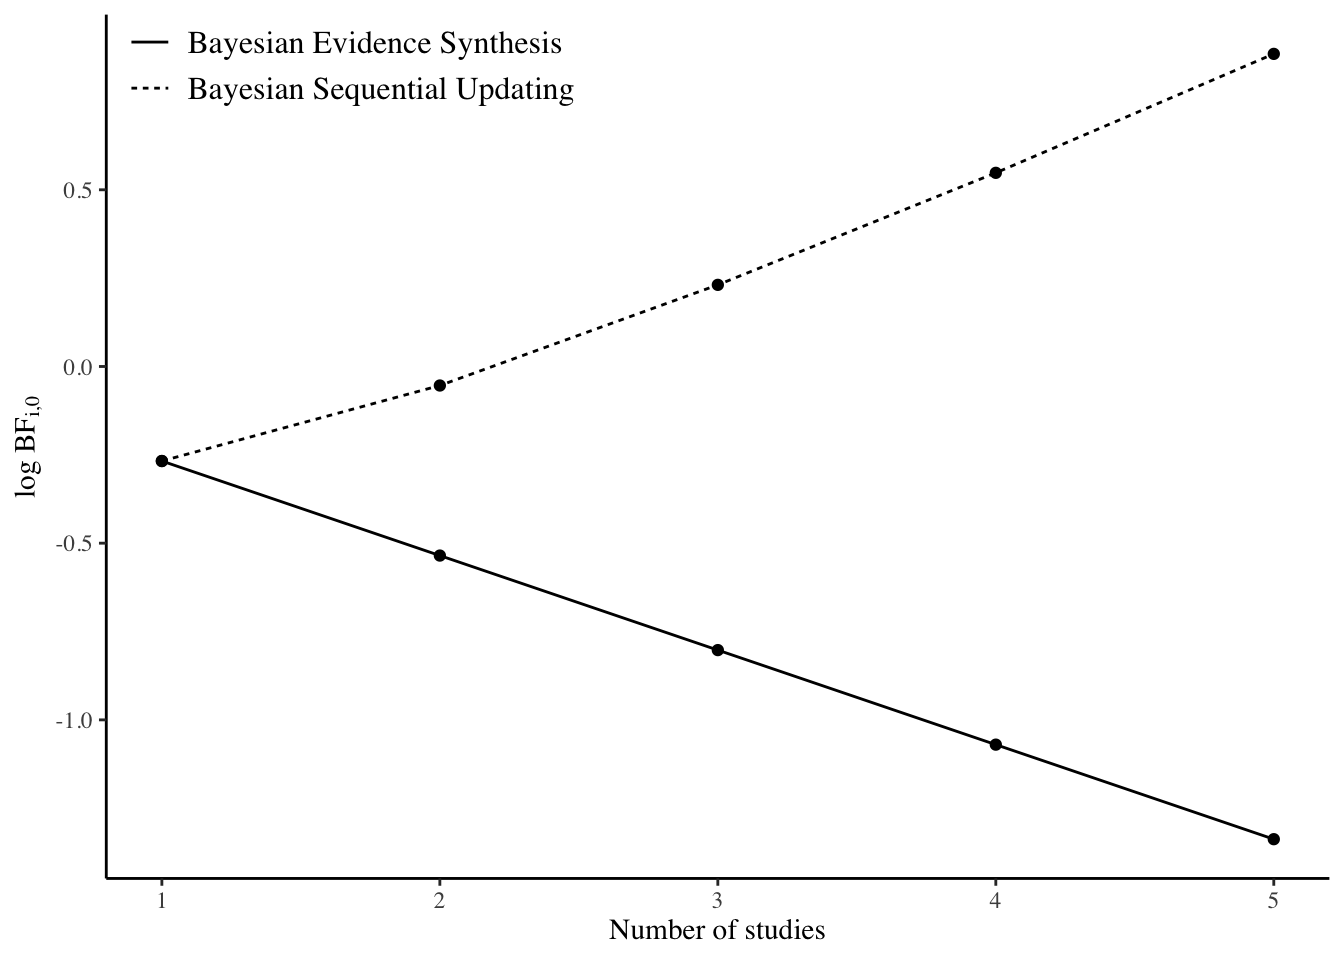 Bayesian Evidence Synthesis
Bayesian Sequential Updating
0.5
0.0
-0.5
-1.0
log BFi,0
1 2 3 4 5
Number of studies